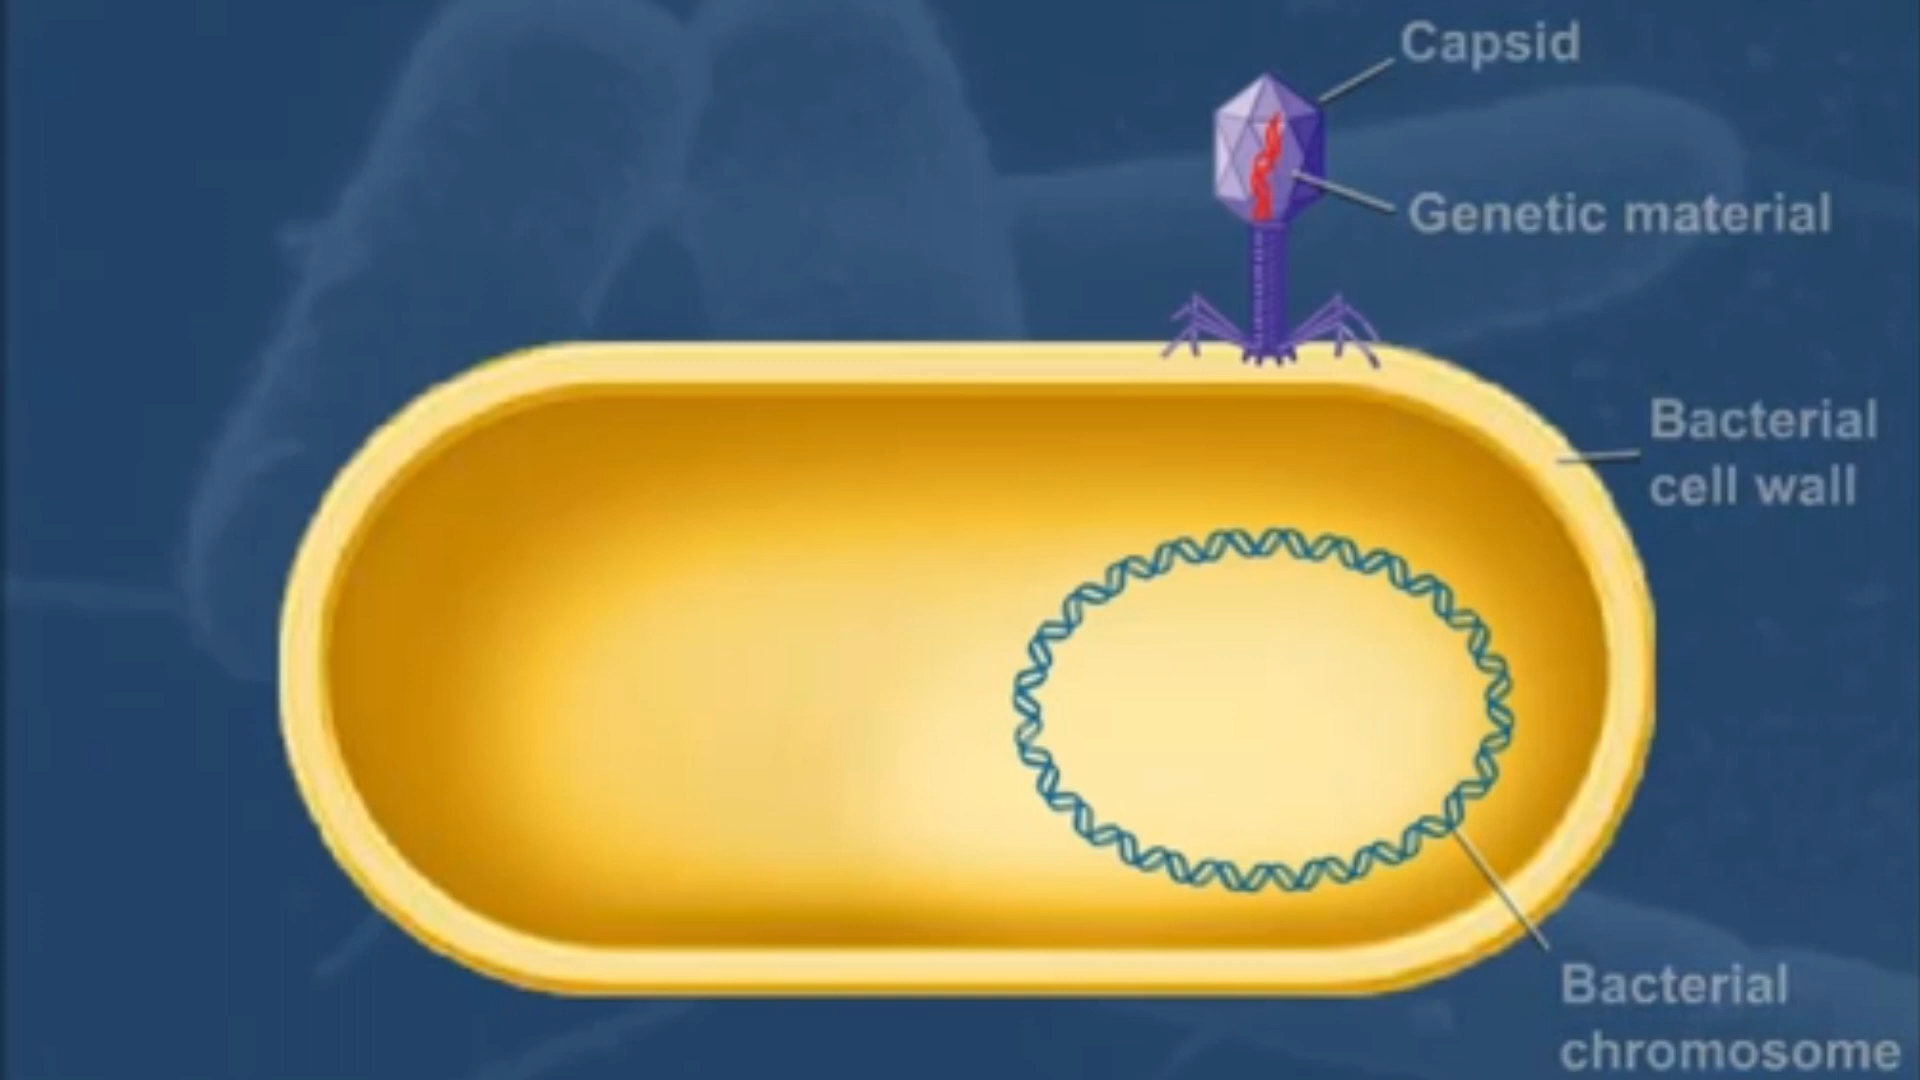 Capsid
Genetic material
Bacterial
cell wall
Bacterial
chromosome